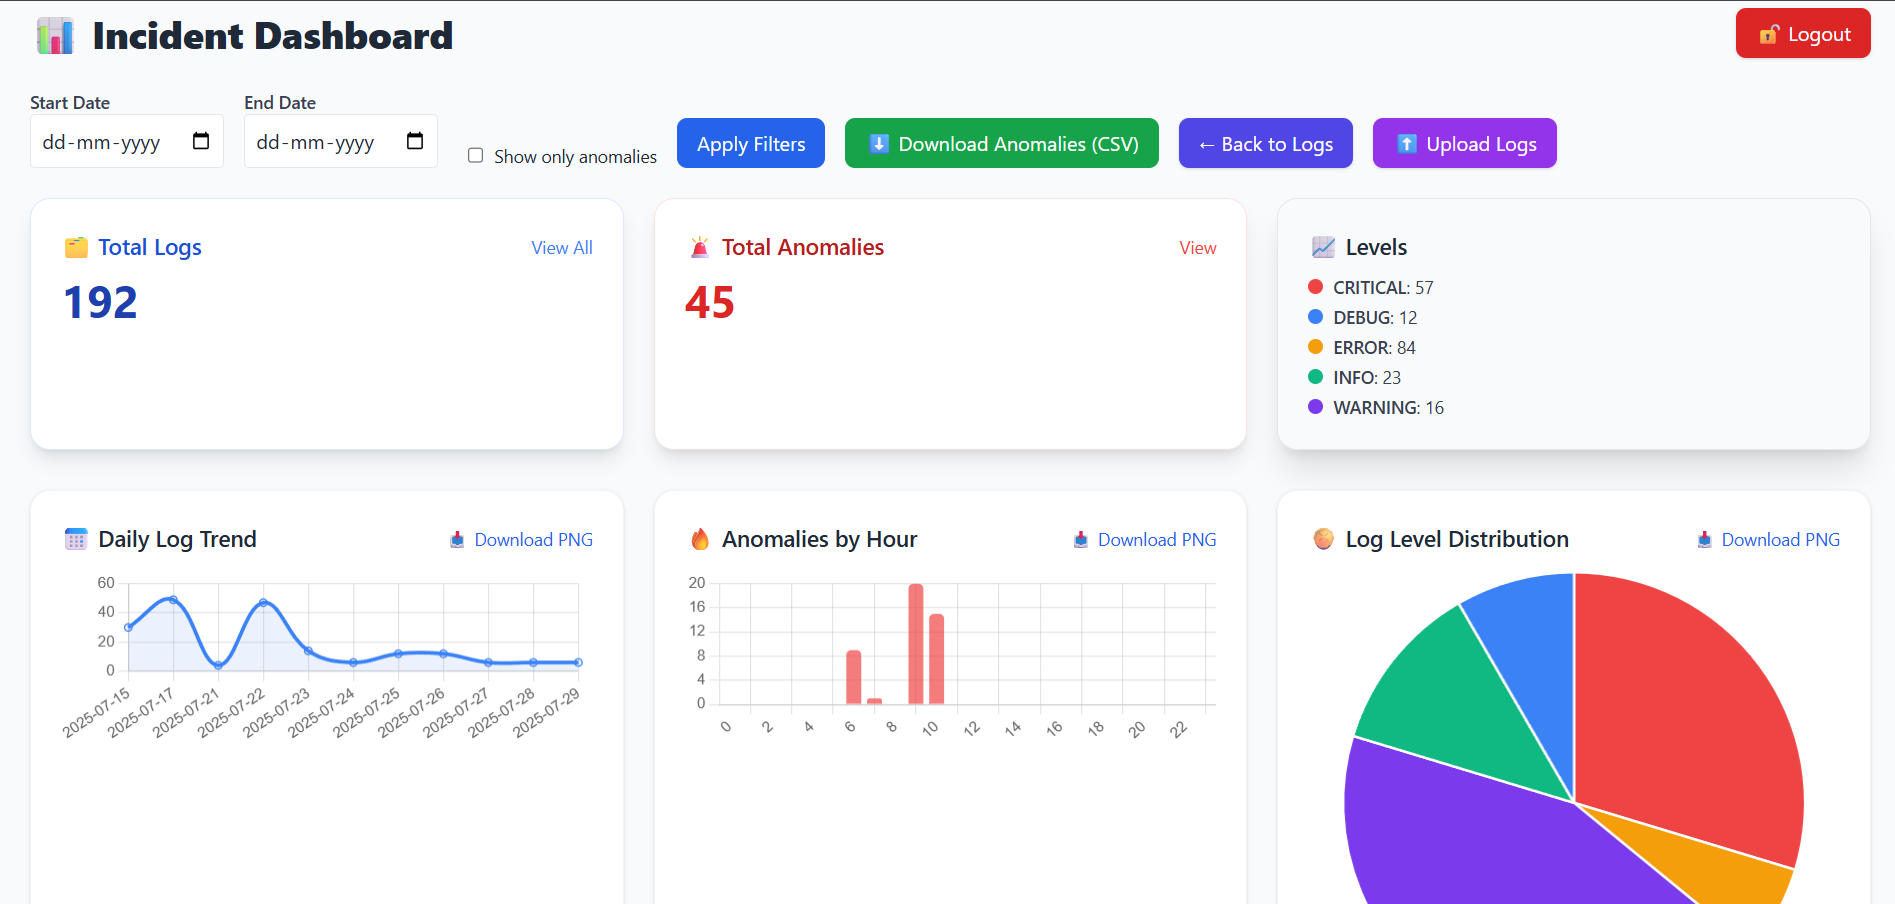 Incident Dashboard
Logout
Start Date
End Date
dd-mm-yyyy
dd-mm-yyyy
Show only anomalies
Apply Filters
Download Anomalies (CSV)
← Back to Logs
Upload Logs
Total Logs
View All
192
Total Anomalies
View
45
Levels
CRITICAL: 57
DEBUG: 12
ERROR: 84
INFO: 23
WARNING: 16
Daily Log Trend
Download PNG
60
40
20
0
2025-07-15
2025-07-17
2025-07-21
2025-07-22
2025-07-23
2025-07-24
2025-07-25
2025-07-26
2025-07-27
2025-07-28
2025-07-29
Anomalies by Hour
Download PNG
20
16
12
8
4
0
0
2
4
6
8
10
12
14
16
18
20
22
Log Level Distribution
Download PNG